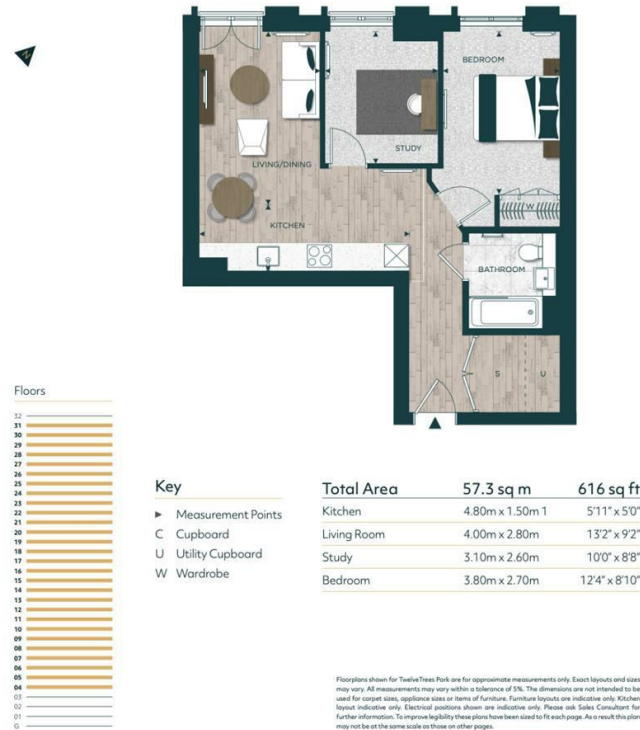 BEDROOM
STUDY
LIVING/DINING
KITCHEN
W
BATHROOM
S
U
Floors
32
31
30
29
28
27
26
25
24
23
22
21
20
19
18
17
16
15
14
13
12
11
10
09
08
07
06
05
04
03
02
01
G
Key
Measurement Points
C Cupboard
U Utility Cupboard
W Wardrobe
Total Area 57.3 sq m 616 sq ft
Kitchen 4.80m x 1.50m 1 5'11" x 5'0"
Living Room 4.00m x 2.80m 13'2" x 9'2"
Study 3.10m x 2.60m 10'0" x 8'8"
Bedroom 3.80m x 2.70m 12'4" x 8'10"
Floorplans shown for TwelveTrees Park are for approximate measurements only. Exact layouts and sizes
may vary. All measurements may vary within a tolerance of 5%. The dimensions are not intended to be
used for carpet sizes, appliance sizes or items of furniture. Furniture layouts are indicative only. Kitchen
layout indicative only. Electrical positions shown are indicative only. Please ask Sales Consultant for
further information. To improve legibility these plans have been sized to fit each page. As a result this plan
may not be at the same scale as those on other pages.